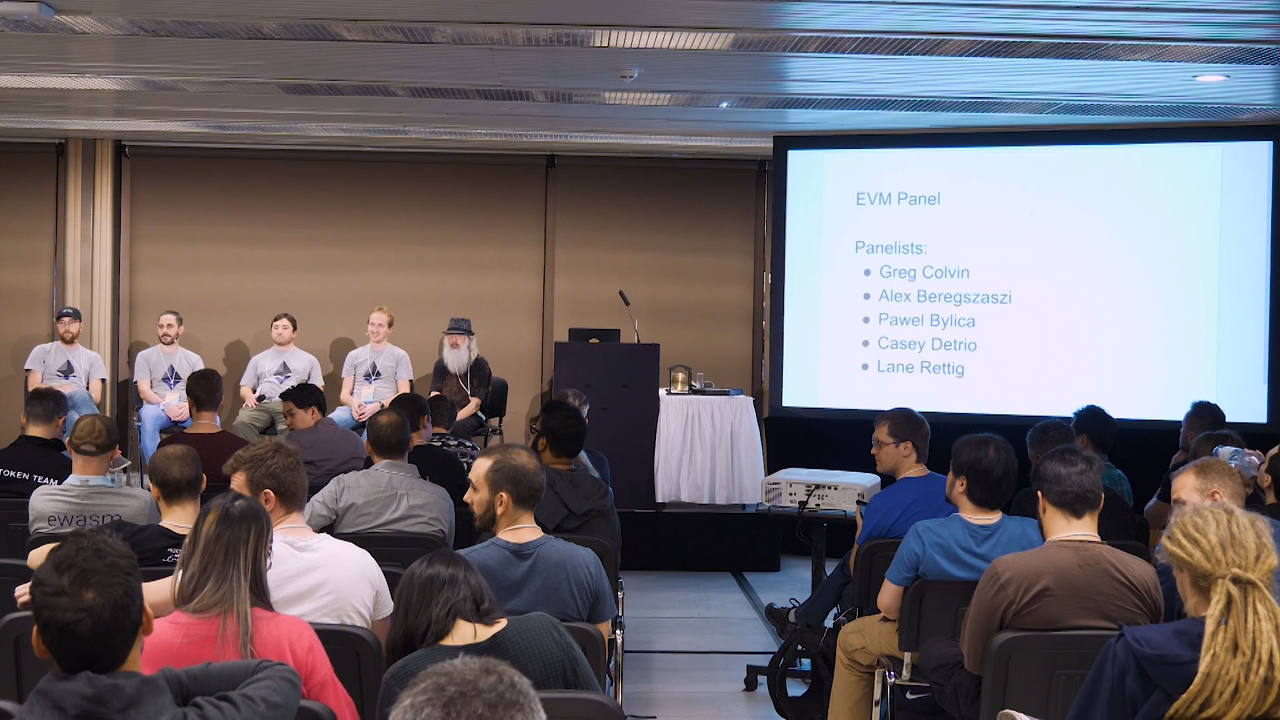 EVM Panel
Panelists:
● Greg Colvin
● Alex Beregszaszi
● Pawel Bylica
● Casey Detrio
● Lane Rettig
TOKEN TEAM
ewasm